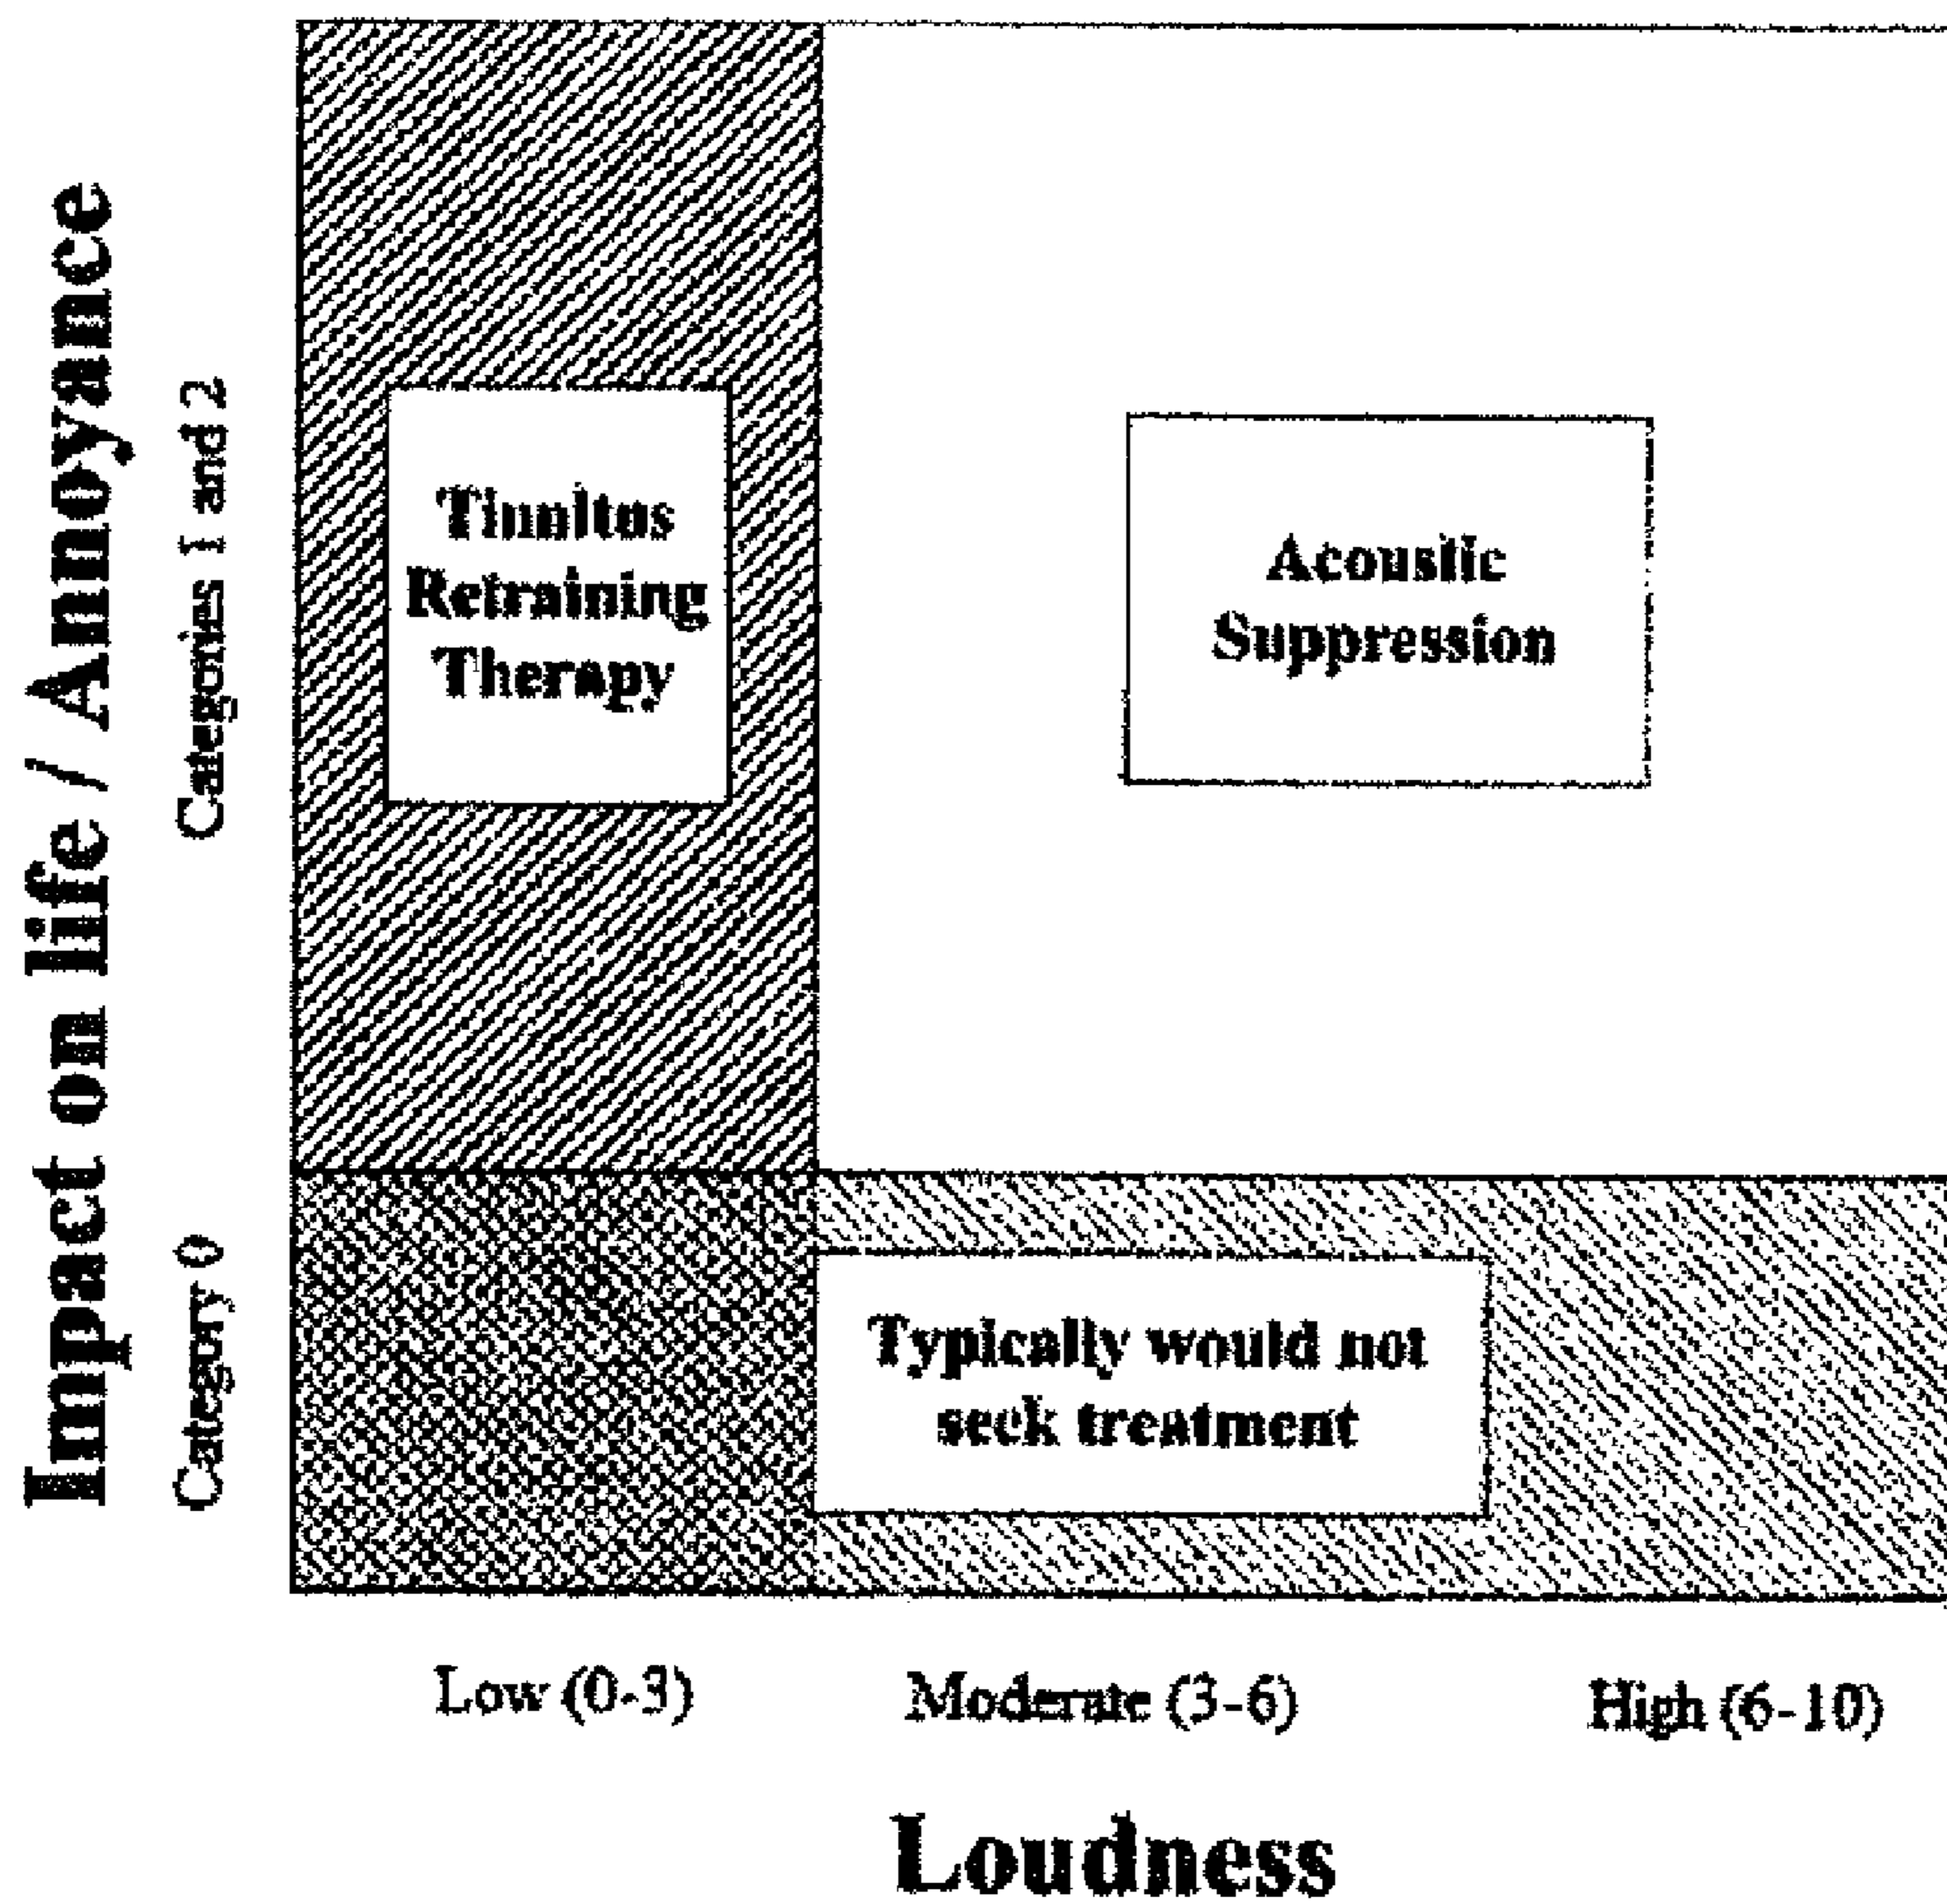 Impact on life / Annoyance
Categories 1 and 2
Category 0
Tinnitus
Retraining
Therapy
Acoustic
Suppression
Typically would not
seek treatment
Low (0-3)
Moderate (3-6)
High (6-10)
Loudness